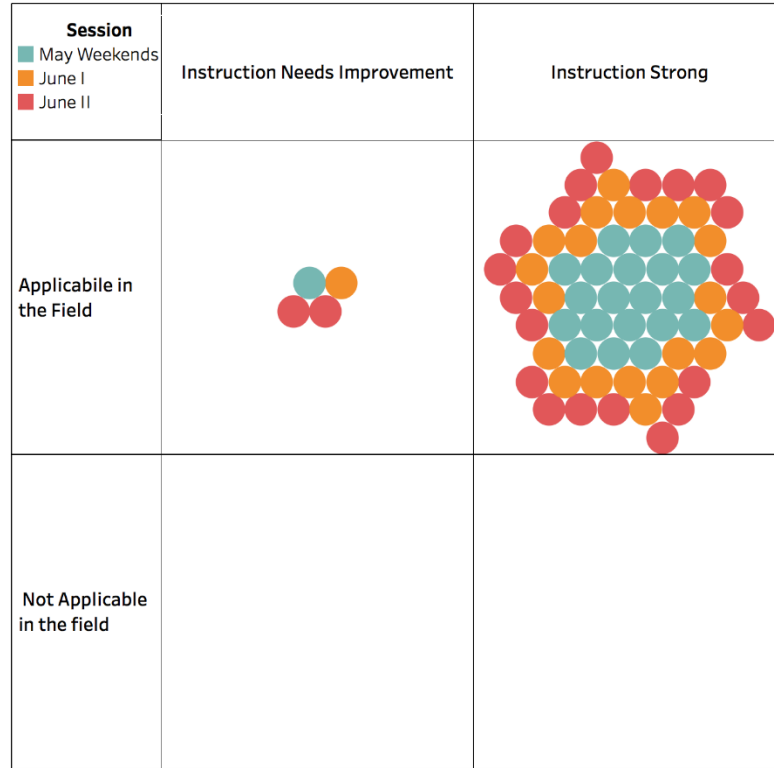 Session
May Weekends
June I
June II
Instruction Needs Improvement
Instruction Strong
Applicabile in
the Field
Not Applicable
in the field